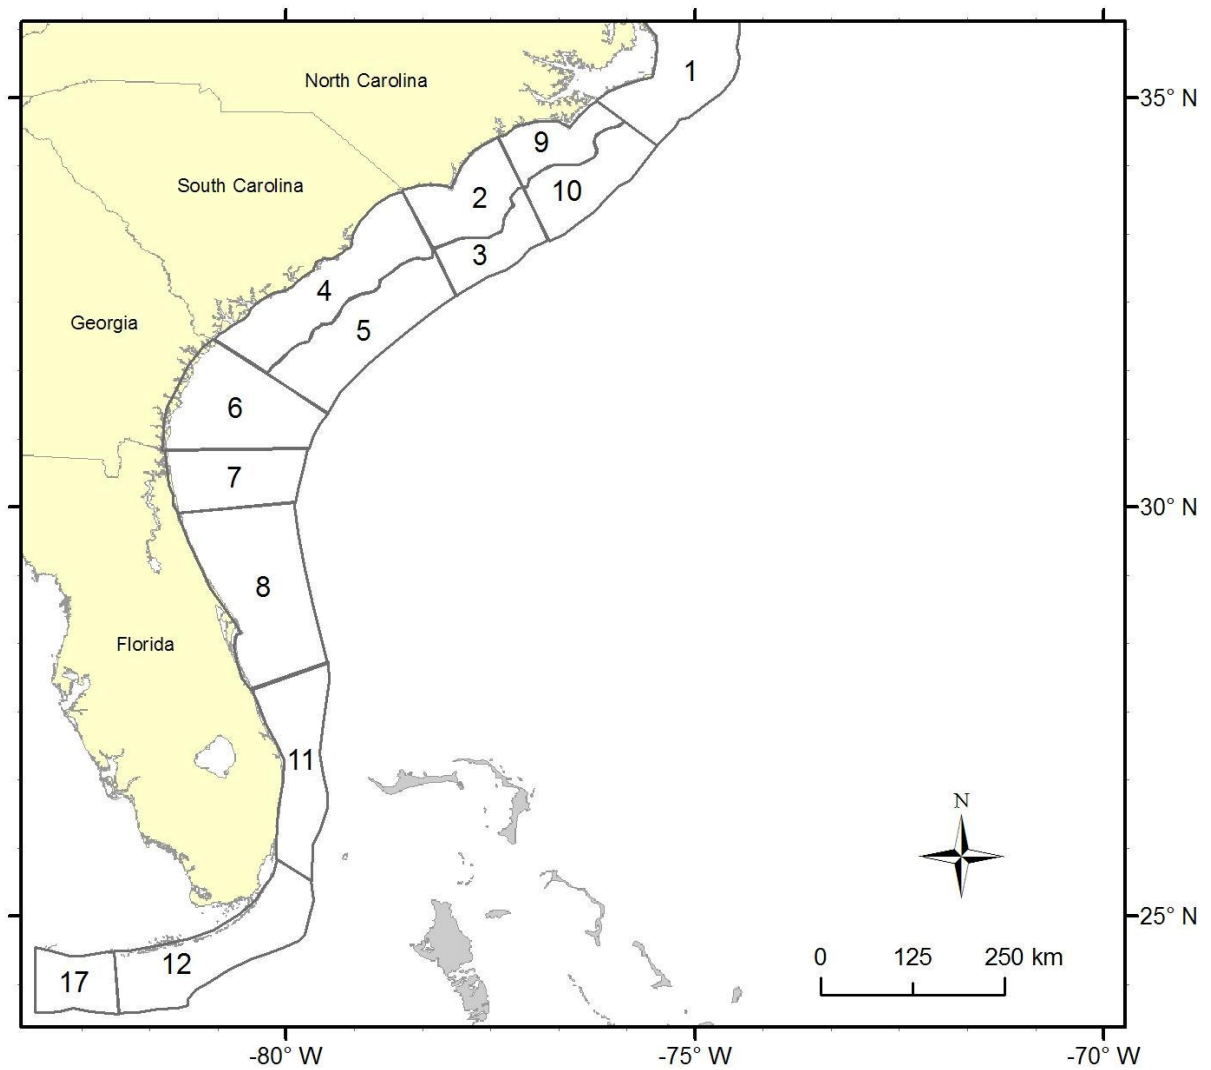 1
North Carolina
35° N
9
South Carolina
10
2
3
4
Georgia
5
6
7
30° N
8
Florida
11
N
25° N
12
0 125 250 km
17
-80° W -75° W -70° W